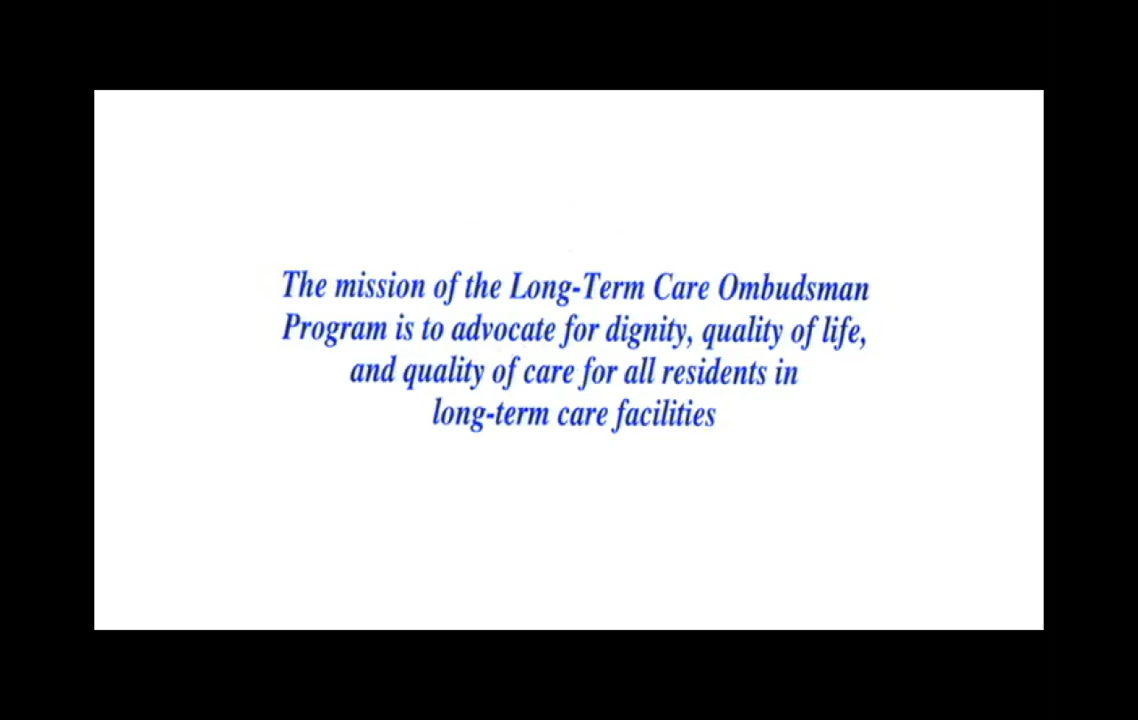 The mission of the Long-Term Care Ombudsman
Program is to advocate for dignity, quality of life,
and quality of care for all residents in
long-term care facilities